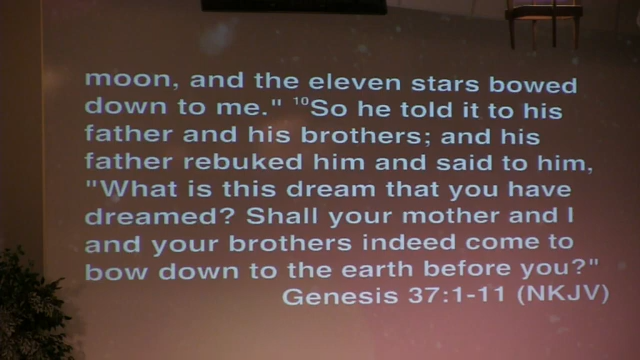 moon, and the eleven stars bowed
down to me." ¹⁰So he told it to his
father and his brothers; and his
father rebuked him and said to him,
"What is this dream that you have
dreamed? Shall your mother and I
and your brothers indeed come to
bow down to the earth before you?"
Genesis 37:1-11 (NKJV)